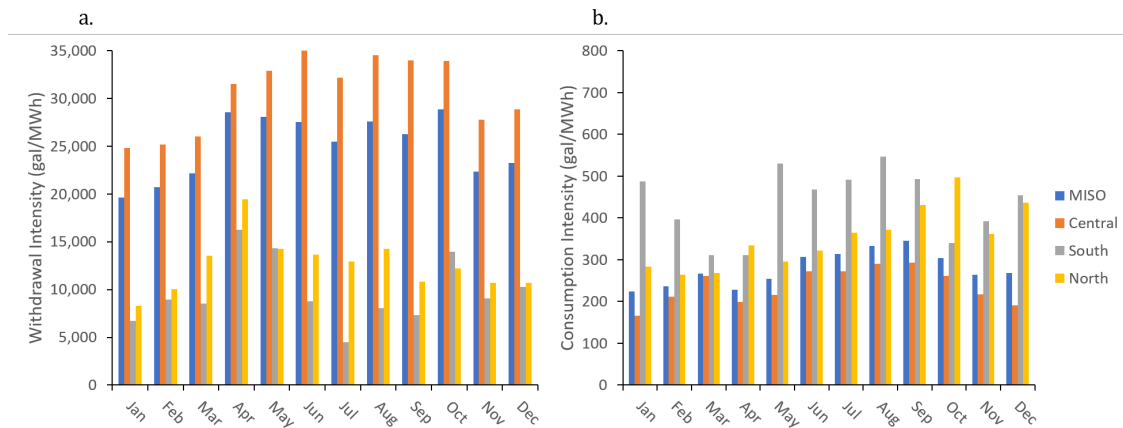 a.
Withdrawal Intensity (gal/MWh)
35,000
30,000
25,000
20,000
15,000
10,000
5,000
0
Jan Feb Mar Apr May Jun Jul Aug Sep Oct Nov Dec
b.
Consumption Intensity (gal/MWh)
800
700
600
500
400
300
200
100
0
Jan Feb Mar Apr May Jun Jul Aug Sep Oct Nov Dec
MISO
Central
South
North